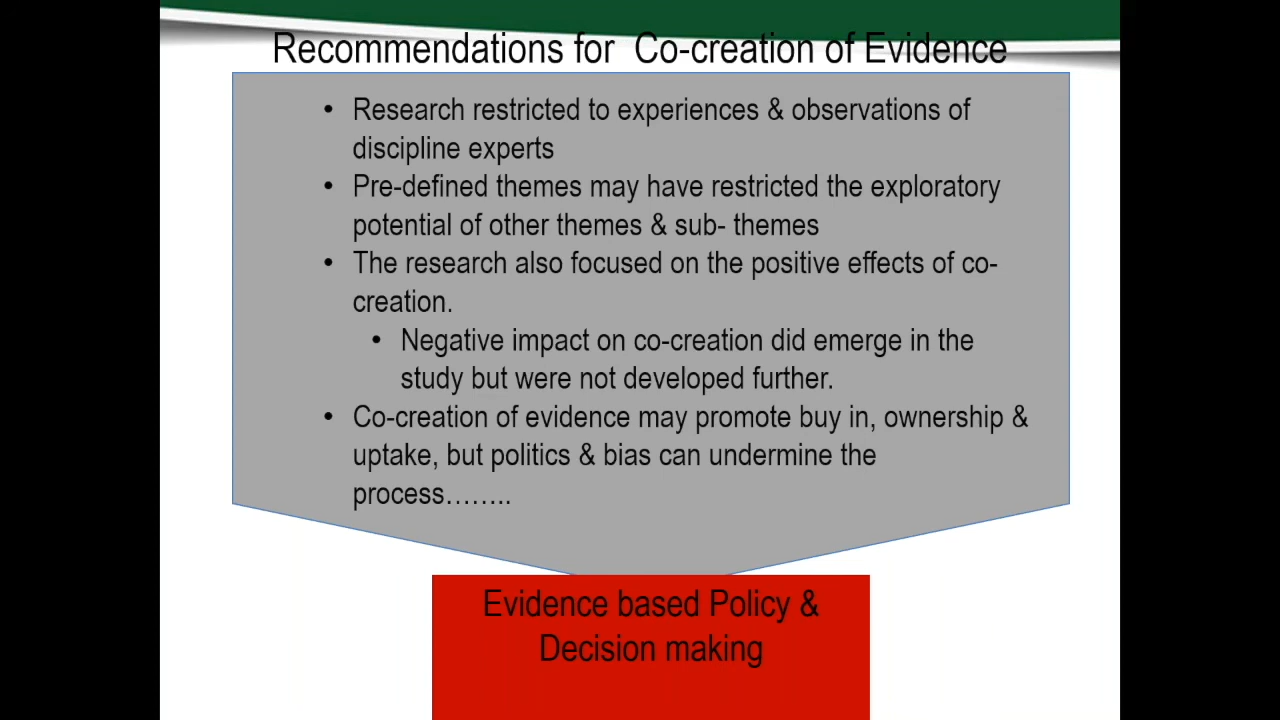 Recommendations for  Co-creation of Evidence
• Research restricted to experiences & observations of
discipline experts
• Pre-defined themes may have restricted the exploratory
potential of other themes & sub- themes
• The research also focused on the positive effects of co-
creation.
• Negative impact on co-creation did emerge in the
study but were not developed further.
• Co-creation of evidence may promote buy in, ownership &
uptake, but politics & bias can undermine the
process……..
Evidence based Policy &
Decision making